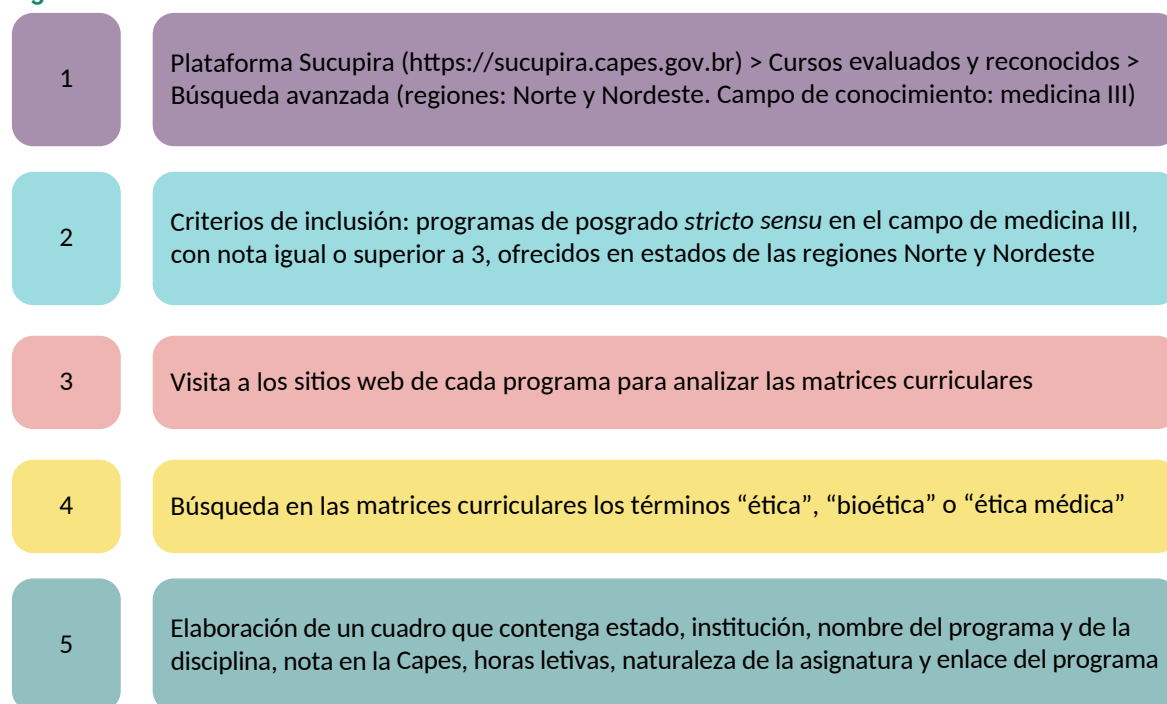 1
Plataforma Sucupira (https://sucupira.capes.gov.br) > Cursos evaluados y reconocidos >
Búsqueda avanzada (regiones: Norte y Nordeste. Campo de conocimiento: medicina III)
2
Criterios de inclusión: programas de posgrado stricto sensu en el campo de medicina III,
con nota igual o superior a 3, ofrecidos en estados de las regiones Norte y Nordeste
3
Visita a los sitios web de cada programa para analizar las matrices curriculares
4
Búsqueda en las matrices curriculares los términos “ética”, “bioética” o “ética médica”
5
Elaboración de un cuadro que contenga estado, institución, nombre del programa y de la
disciplina, nota en la Capes, horas letivas, naturaleza de la asignatura y enlace del programa